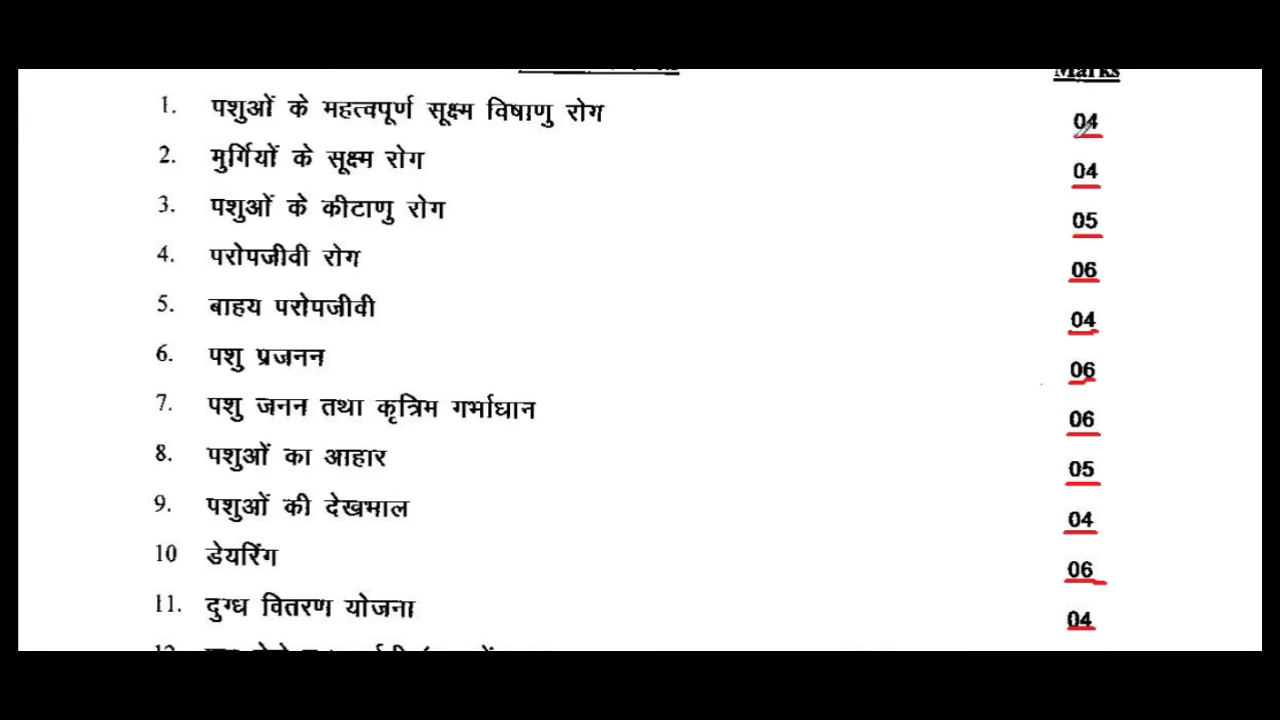 Marks
1. पशुओं के महत्वपूर्ण सूक्ष्म विषाणु रोग 04
2. मुर्गियों के सूक्ष्म रोग 04
3. पशुओं के कीटाणु रोग 05
4. परोपजीवी रोग 06
5. बाहय परोपजीवी 04
6. पशु प्रजनन 06
7. पशु जनन तथा कृत्रिम गर्भाधान 06
8. पशुओं का आहार 05
9. पशुओं की देखभाल 04
10 डेयरिंग 06
11. दुग्ध वितरण योजना 04
12